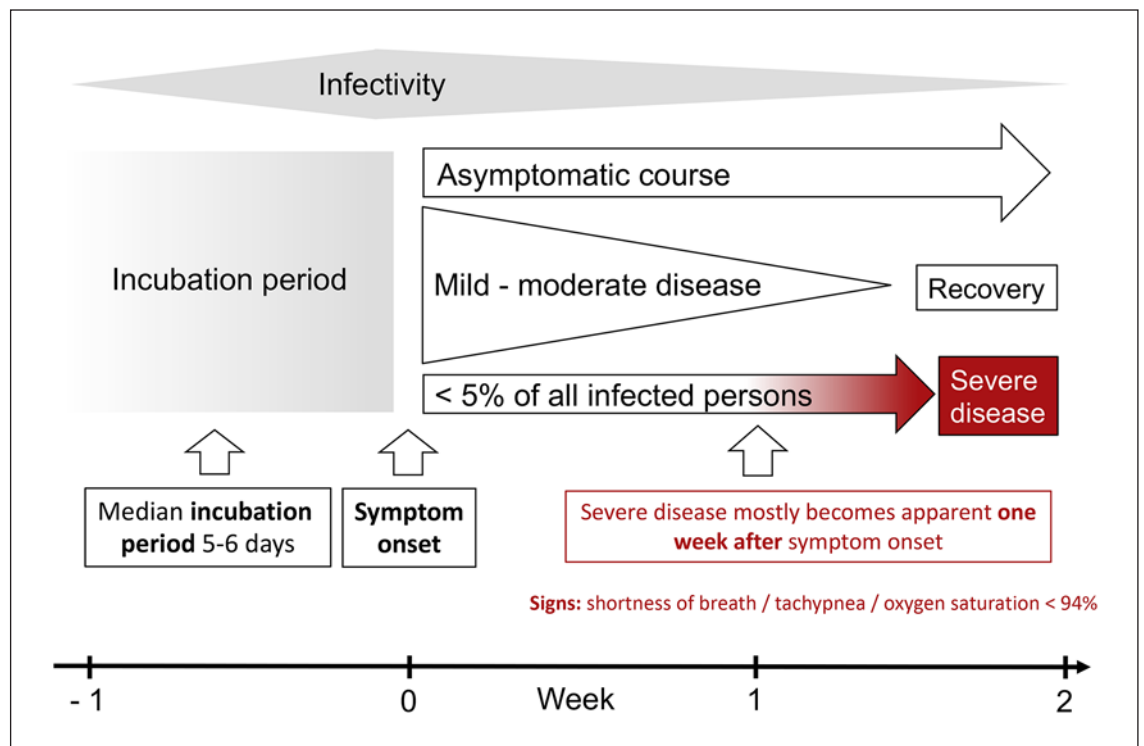 Infectivity
Asymptomatic course
Incubation period
Mild - moderate disease
Recovery
< 5% of all infected persons
Severe
disease
Median incubation
period 5-6 days
Symptom
onset
Severe disease mostly becomes apparent one
week after symptom onset
Signs: shortness of breath / tachypnea / oxygen saturation < 94%
- 1
0
Week
1
2